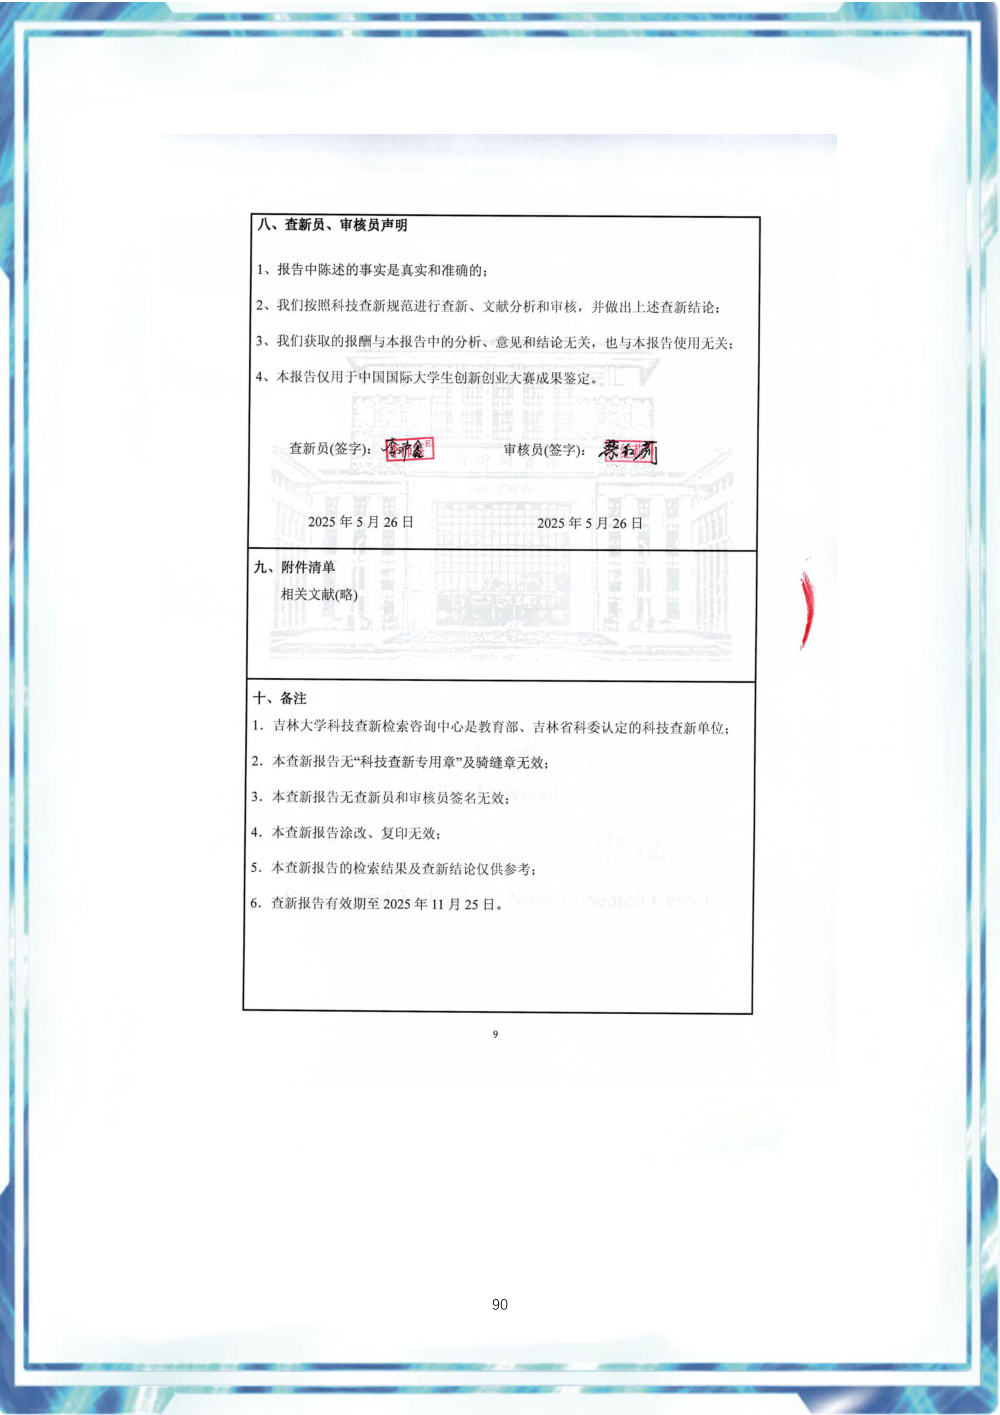 八、查新员、审核员声明
1、报告中陈述的事实是真实和准确的；
2、我们按照科技查新规范进行查新、文献分析和审核，并做出上述查新结论；
3、我们获取的报酬与本报告中的分析、意见和结论无关，也与本报告使用无关；
4、本报告仅用于中国国际大学生创新创业大赛成果鉴定。
查新员(签字)： 审核员(签字)：
2025 年 5 月 26 日 2025 年 5 月 26 日
九、附件清单
相关文献(略)
十、备注
1. 吉林大学科技查新检索咨询中心是教育部、吉林省科委认定的科技查新单位；
2. 本查新报告无“科技查新专用章”及骑缝章无效；
3. 本查新报告无查新员和审核员签名无效；
4. 本查新报告涂改、复印无效；
5. 本查新报告的检索结果及查新结论仅供参考；
6. 查新报告有效期至 2025 年 11 月 25 日。
9
90